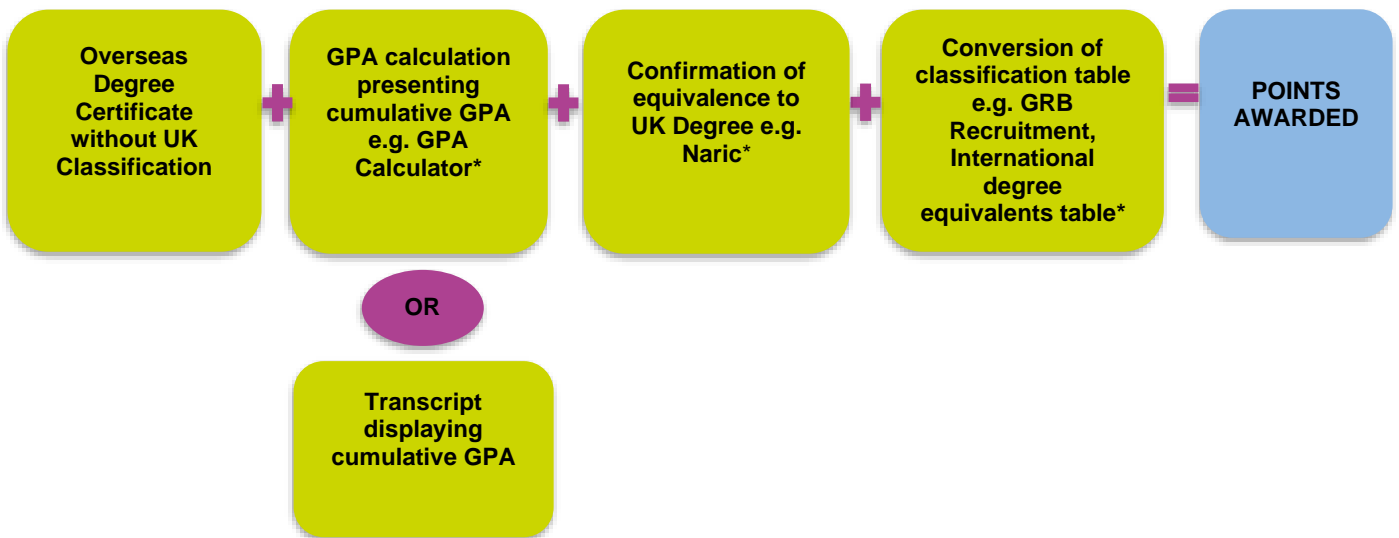 Overseas
Degree
Certificate
without UK
Classification
GPA calculation
presenting
cumulative GPA
e.g. GPA
Calculator*
Confirmation of
equivalence to
UK Degree e.g.
Naric*
Conversion of
classification table
e.g. GRB
Recruitment,
International
degree
equivalents table*
POINTS
AWARDED
OR
Transcript
displaying
cumulative GPA